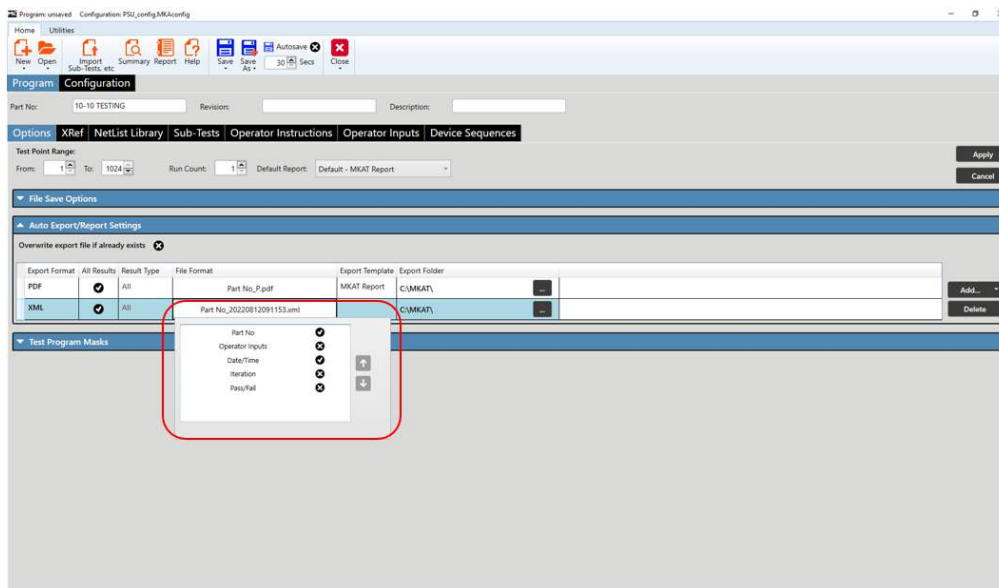 Program: unsaved Configuration: PSU_config.MKAconfig
Home Utilities
New Open Import Sub-Tests, etc Summary Report Help Save Save As Autosave 30 Secs Close
Program Configuration
Part No: 10-10 TESTING Revision: Description:
Options XRef NetList Library Sub-Tests Operator Instructions Operator Inputs Device Sequences
Test Point Range:
From: 1 To: 1024 Run Count: 1 Default Report: Default - MKAT Report
Apply
Cancel
File Save Options
Auto Export/Report Settings
Overwrite export file if already exists
Export Format All Results Result Type File Format Export Template Export Folder
PDF All Part No_P.pdf MKAT Report C:\MKAT\ ... Add...
XML All Part No_20220812091153.xml C:\MKAT\ ... Delete
Test Program Masks
Part No
Operator Inputs
Date/Time
Iteration
Pass/Fail